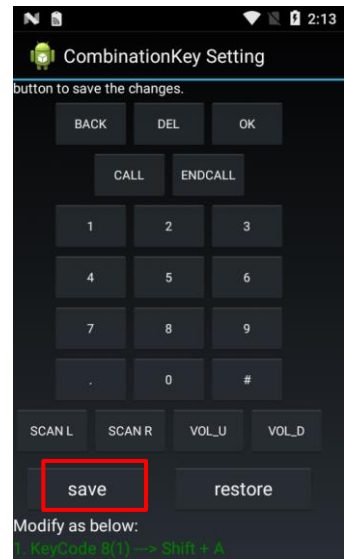 2:13
CombinationKey Setting
button to save the changes.
BACK DEL OK
CALL ENDCALL
1 2 3
4 5 6
7 8 9
. 0 #
SCAN L SCAN R VOL_U VOL_D
save restore
Modify as below:
1. KeyCode 8(1) ---> Shift + A